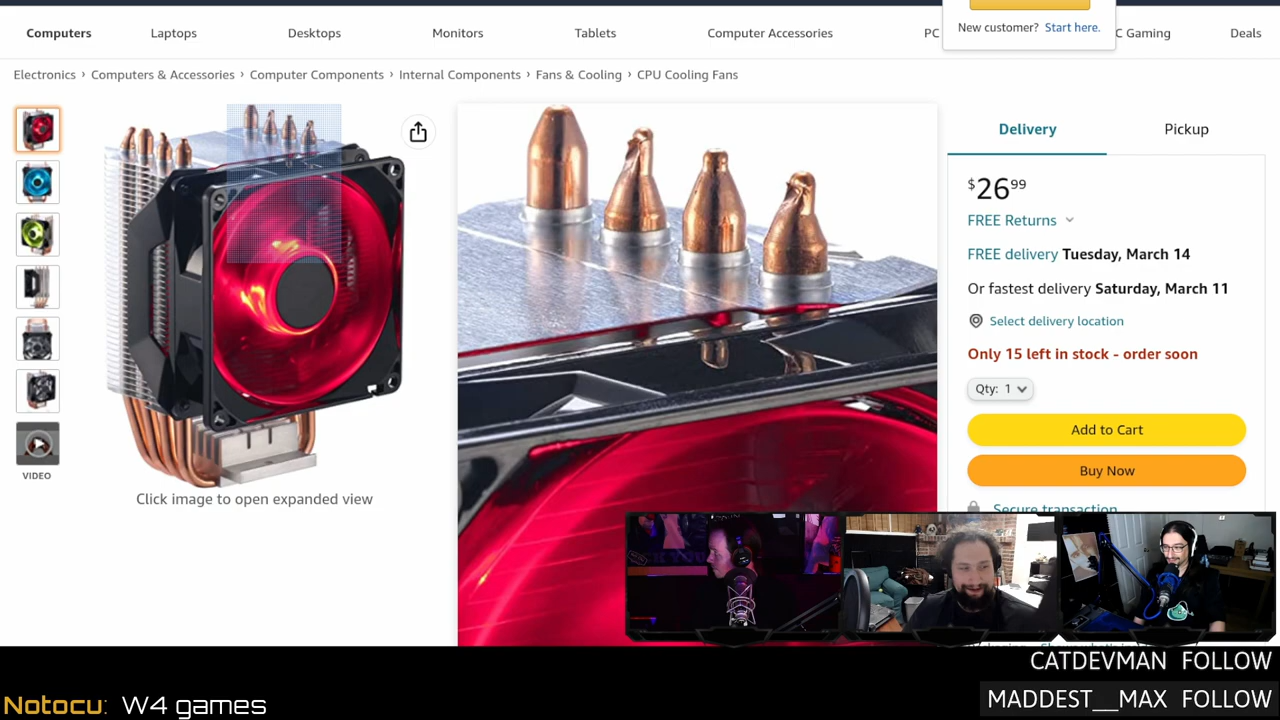 New customer? Start here.
Computers Laptops Desktops Monitors Tablets Computer Accessories PC C Gaming Deals
Electronics › Computers & Accessories › Computer Components › Internal Components › Fans & Cooling › CPU Cooling Fans
Delivery Pickup
$26 99
FREE Returns
FREE delivery Tuesday, March 14
Or fastest delivery Saturday, March 11
Select delivery location
Only 15 left in stock - order soon
Qty: 1
Add to Cart
Buy Now
Secure transaction
VIDEO
Click image to open expanded view
CATDEVMAN FOLLOW
MADDEST__MAX FOLLOW
Notocu: W4 games